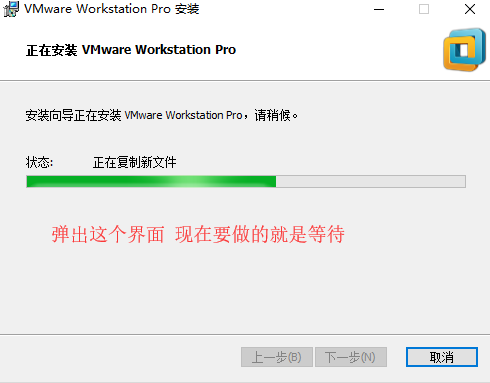 VMware Workstation Pro 安装
正在安装 VMware Workstation Pro
安装向导正在安装 VMware Workstation Pro，请稍候。
状态: 正在复制新文件
弹出这个界面 现在要做的就是等待
上一步(B) 下一步(N) 取消